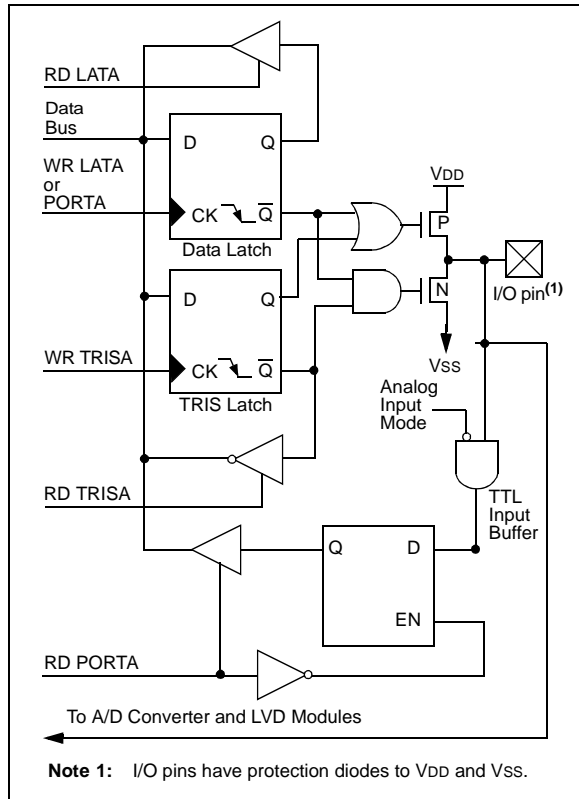 RD LATA
Data
Bus
D Q
WR LATA
or
PORTA
CK Q
Data Latch
VDD
P
I/O pin(1)
N
D Q
WR TRISA
CK Q
TRIS Latch
VSS
Analog
Input
Mode
RD TRISA
TTL
Input
Buffer
Q D
EN
RD PORTA
To A/D Converter and LVD Modules
Note 1: I/O pins have protection diodes to VDD and VSS.